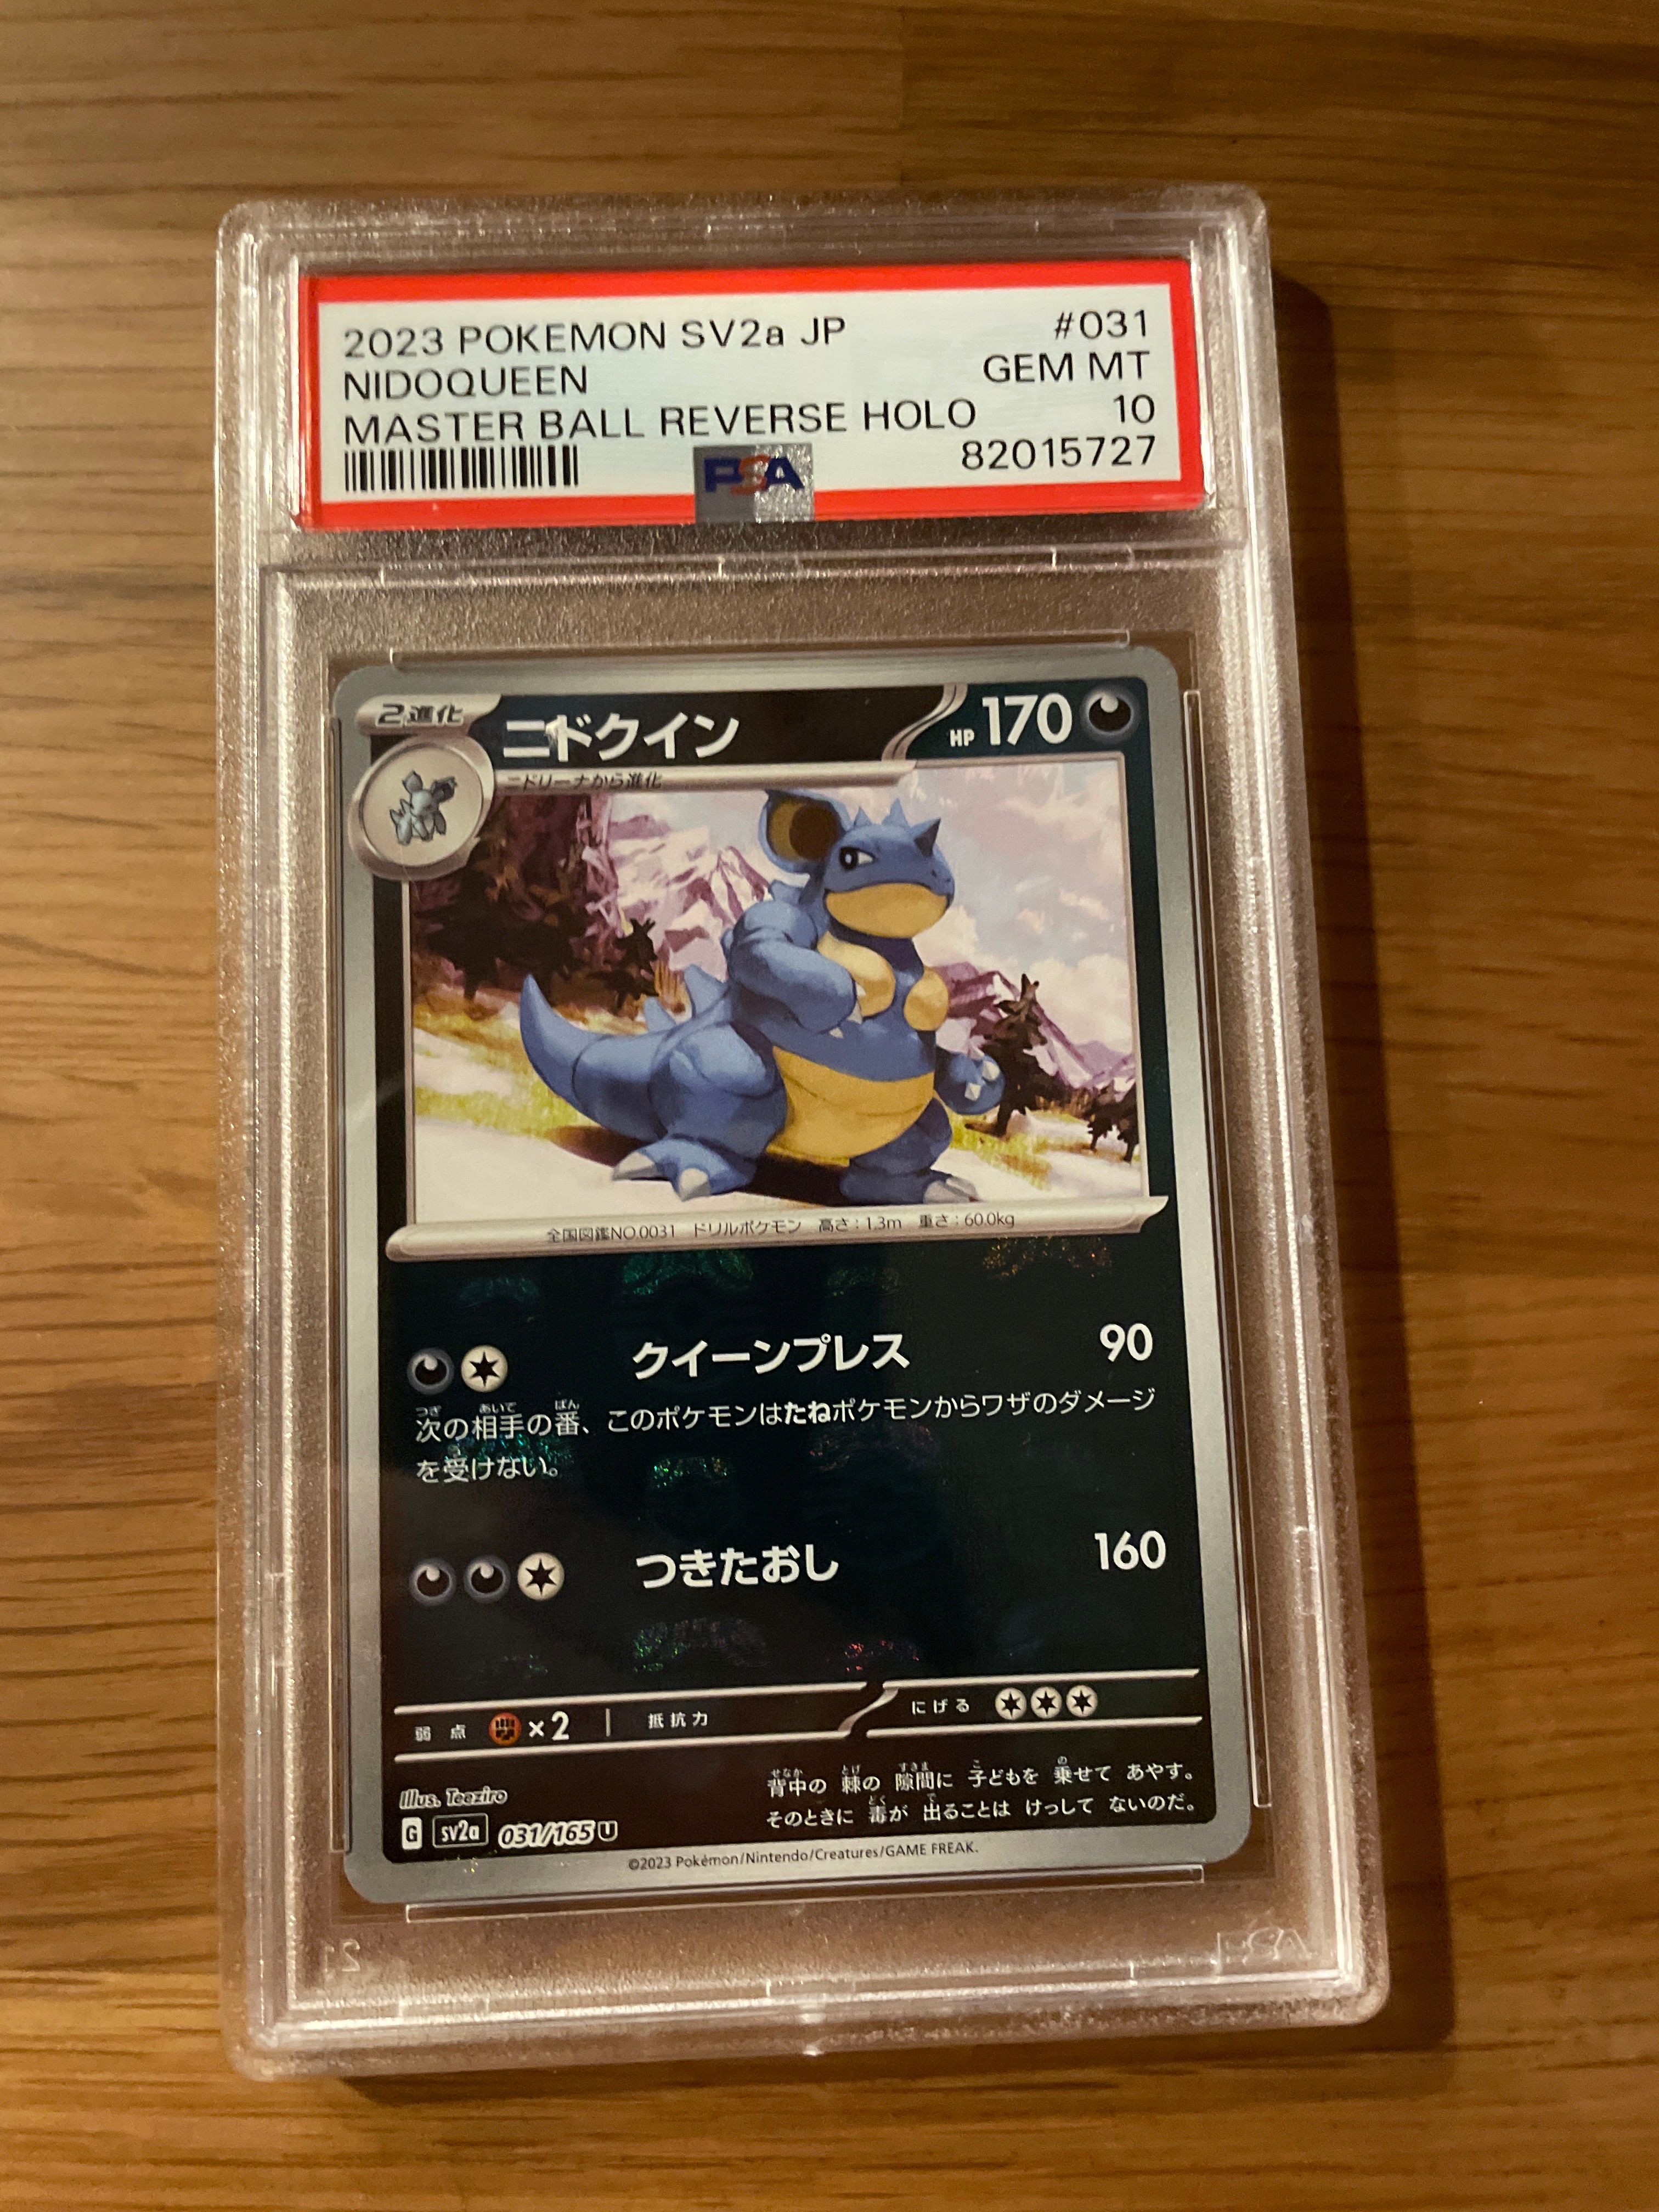 2023 POKEMON SV2a JP #031
NIDOQUEEN GEM MT
MASTER BALL REVERSE HOLO 10
PSA 82015727
2進化 ニドクイン HP 170
ニドリーナから進化
全国図鑑NO.0031 ドリルポケモン 高さ:1.3m 重さ:60.0kg
クイーンプレス 90
次の相手の番、このポケモンはたねポケモンからワザのダメージ
を受けない。
つきたおし 160
弱点 ×2 抵抗力 にげる
Illus. Teeziro
背中の 棘の 隙間に 子どもを 乗せて あやす。
そのときに 毒が 出ることは けっして ないのだ。
G sv2a 031/165 U
©2023 Pokémon/Nintendo/Creatures/GAME FREAK.
PSA